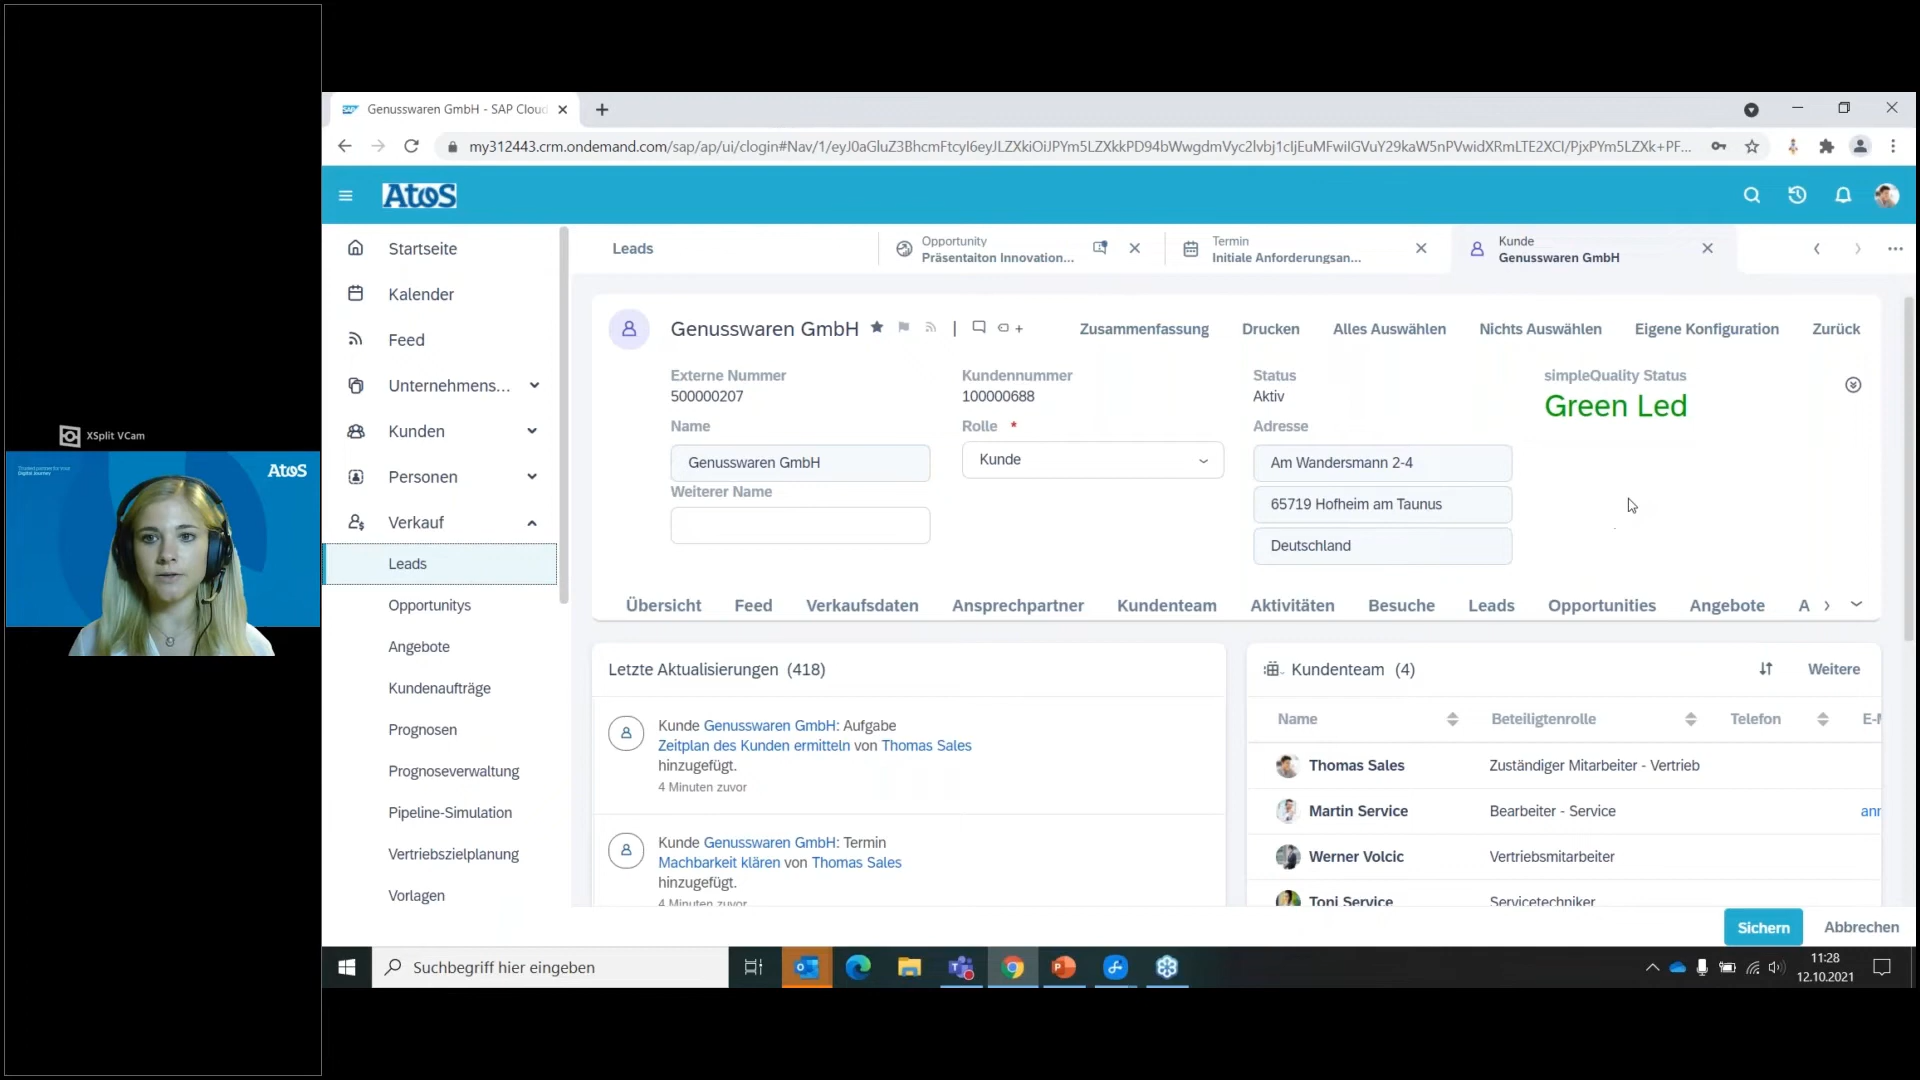 XSplit VCam
Atos
Genusswaren GmbH - SAP Cloud
my312443.crm.ondemand.com/sap/ap/ui/clogin#Nav/1/
Atos
Startseite
Kalender
Feed
Unternehmens...
Kunden
Personen
Verkauf
Leads
Opportunitys
Angebote
Kundenaufträge
Prognosen
Prognoseverwaltung
Pipeline-Simulation
Vertriebszielplanung
Vorlagen
Leads
Opportunity
Präsentaiton Innovation...
Termin
Initiale Anforderungsan...
Kunde
Genusswaren GmbH
Genusswaren GmbH
Zusammenfassung Drucken Alles Auswählen Nichts Auswählen Eigene Konfiguration Zurück
Externe Nummer
500000207
Name
Genusswaren GmbH
Weiterer Name
Kundennummer
100000688
Rolle *
Kunde
Status
Aktiv
Adresse
Am Wandersmann 2-4
65719 Hofheim am Taunus
Deutschland
simpleQuality Status
Green Led
Übersicht Feed Verkaufsdaten Ansprechpartner Kundenteam Aktivitäten Besuche Leads Opportunities Angebote A
Letzte Aktualisierungen (418)
Kunde Genusswaren GmbH: Aufgabe
Zeitplan des Kunden ermitteln von Thomas Sales
hinzugefügt.
4 Minuten zuvor
Kunde Genusswaren GmbH: Termin
Machbarkeit klären von Thomas Sales
hinzugefügt.
4 Minuten zuvor
Kundenteam (4)
Weitere
Name Beteiligtenrolle Telefon E-M
Thomas Sales Zuständiger Mitarbeiter - Vertrieb
Martin Service Bearbeiter - Service anr
Werner Volcic Vertriebsmitarbeiter
Toni Service Servicetechniker
Sichern Abbrechen
Suchbegriff hier eingeben
11:28
12.10.2021